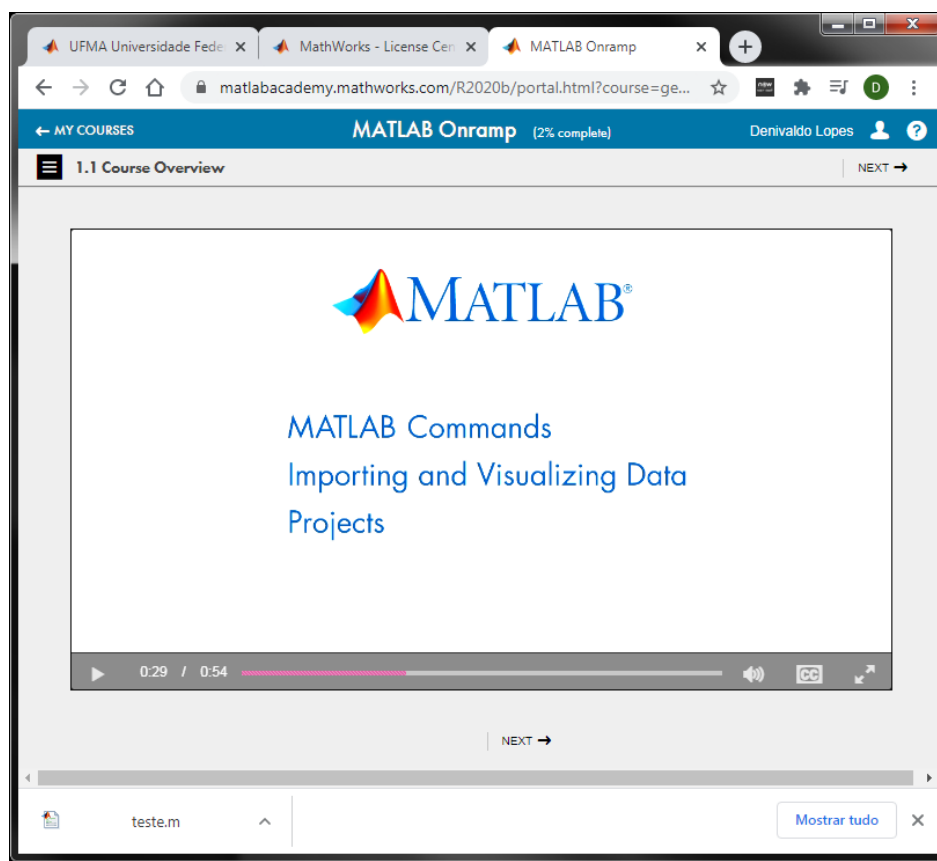 UFMA Universidade Fede
MathWorks - License Cen
MATLAB Onramp
matlabacademy.mathworks.com/R2020b/portal.html?course=ge...
new
D
MY COURSES
MATLAB Onramp (2% complete)
Denivaldo Lopes
?
1.1 Course Overview
NEXT
MATLAB®
MATLAB Commands
Importing and Visualizing Data
Projects
0:29 / 0:54
CC
NEXT
teste.m
Mostrar tudo